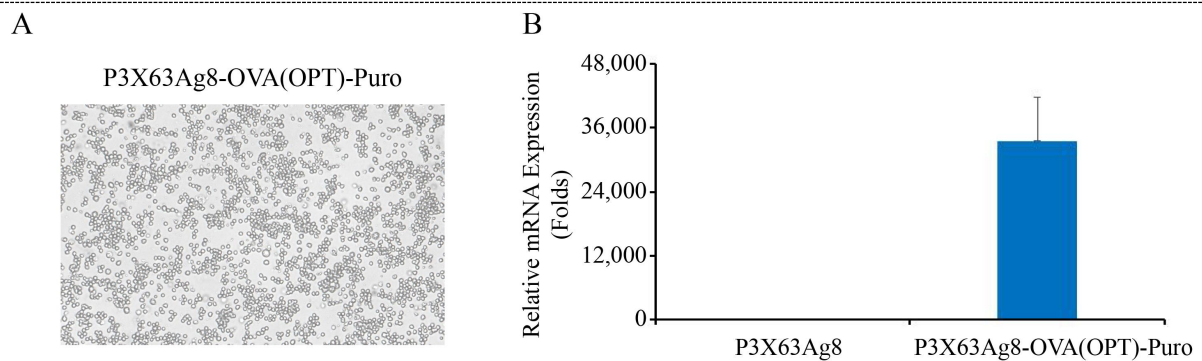 A
P3X63Ag8-OVA(OPT)-Puro
B
Relative mRNA Expression
(Folds)
48,000
36,000
24,000
12,000
0
P3X63Ag8
P3X63Ag8-OVA(OPT)-Puro